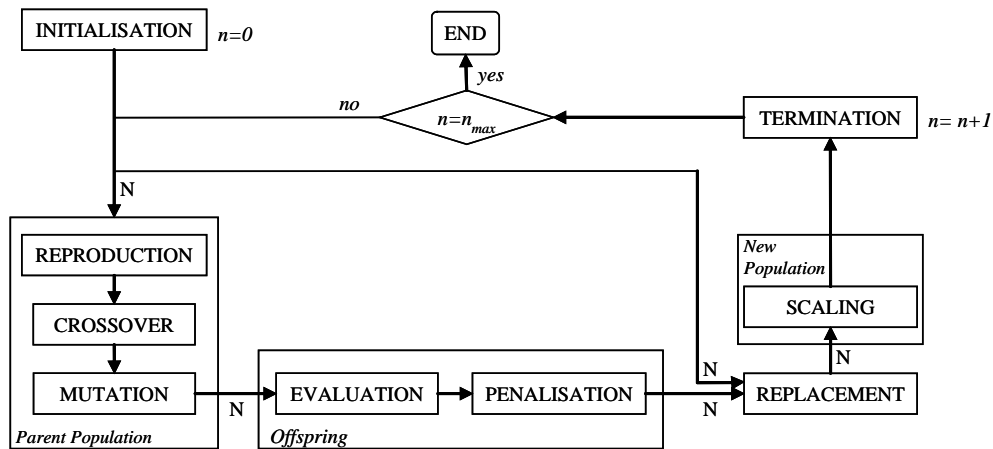 INITIALISATION
n=0
END
yes
no
n=nmax
TERMINATION
n= n+1
N
REPRODUCTION
CROSSOVER
MUTATION
Parent Population
N
EVALUATION
PENALISATION
Offspring
N
N
REPLACEMENT
N
New
Population
SCALING